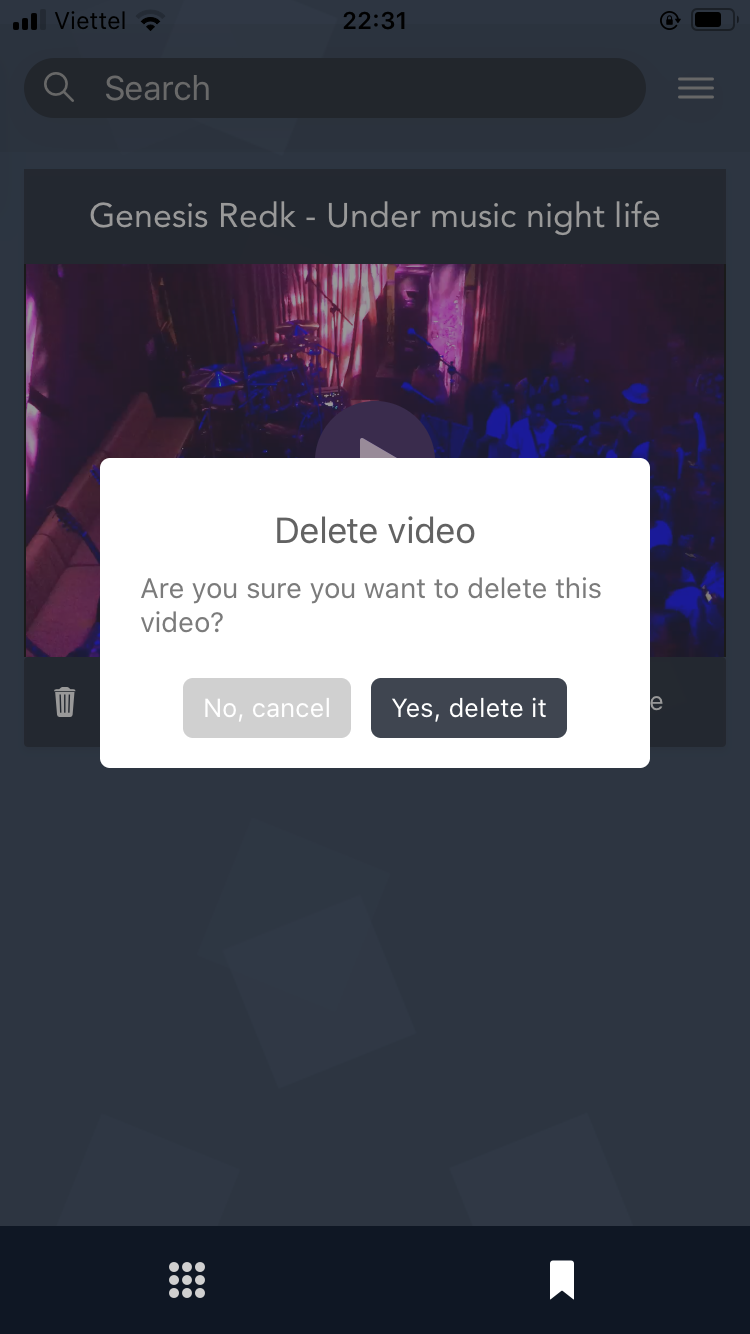 Viettel 22:31
Search
Genesis Redk - Under music night life
Delete video
Are you sure you want to delete this
video?
No, cancel Yes, delete it